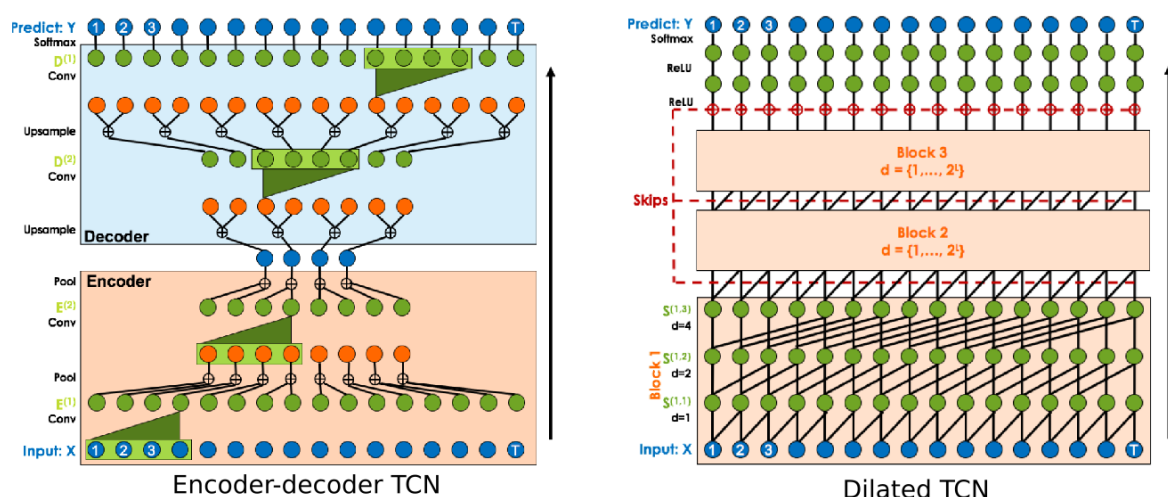 Predict: Y 1 2 3 T
Softmax
D(1)
Conv
Upsample
D(2)
Conv
Upsample
Decoder
Pool
Encoder
E(2)
Conv
Pool
E(1)
Conv
Input: X 1 2 3 T
Encoder-decoder TCN
Predict: Y 1 2 3 T
Softmax
ReLU
ReLU
Block 3
d = {1,..., 2ᴸ}
Skips
Block 2
d = {1,..., 2ᴸ}
S(1,3)
d=4
S(1,2)
d=2
Block 1
S(1,1)
d=1
Input: X 1 2 3 T
Dilated TCN